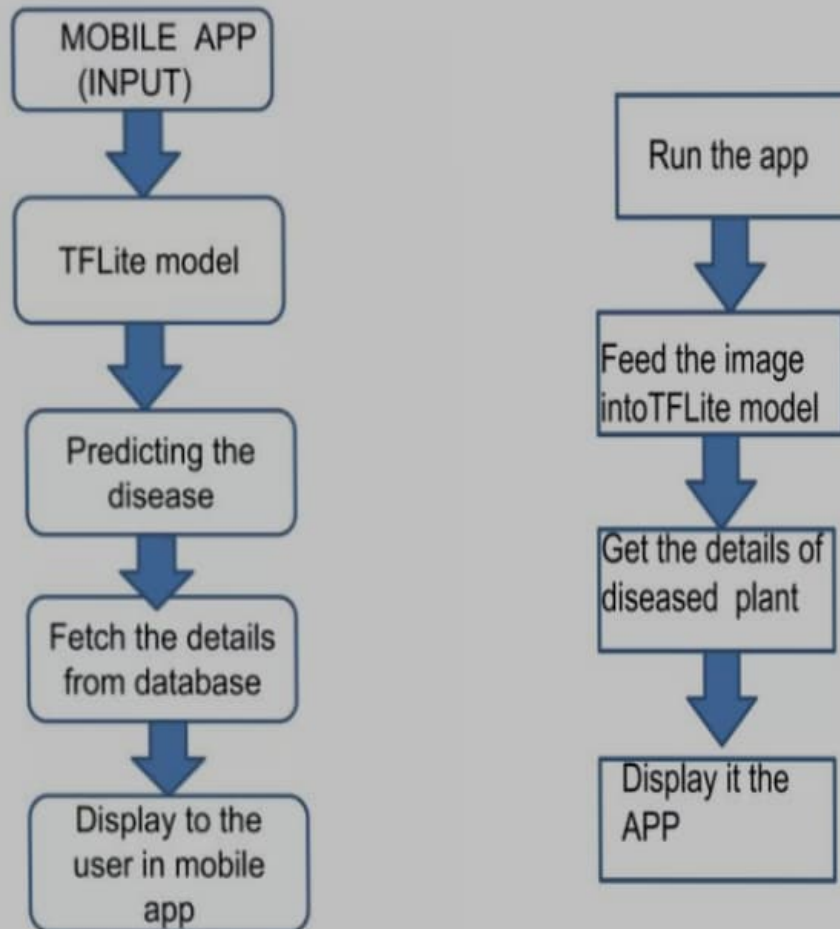 MOBILE APP
(INPUT)
TFLite model
Predicting the
disease
Fetch the details
from database
Display to the
user in mobile
app
Run the app
Feed the image
intoTFLite model
Get the details of
diseased plant
Display it the
APP